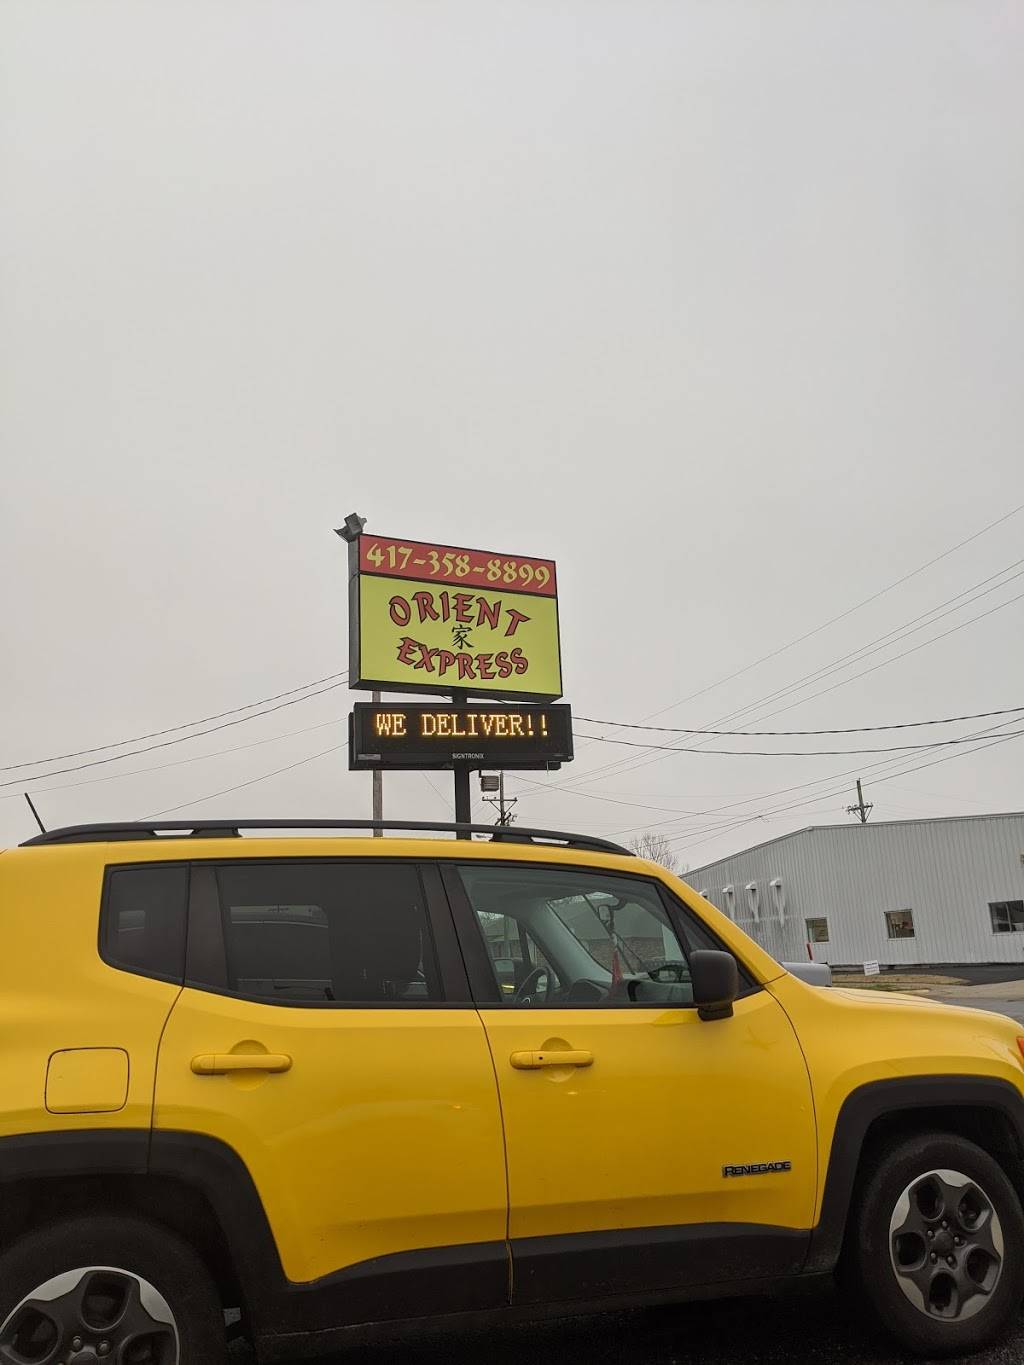 417-358-8899
ORIENT
家
EXPRESS
WE DELIVER!!
SIGNTRONIX
RENEGADE